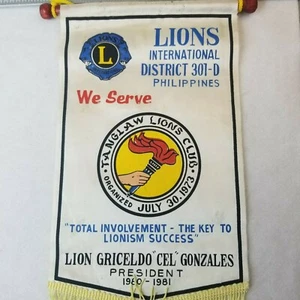 LIONS
INTERNATIONAL
DISTRICT 301-D
PHILIPPINES
L
We Serve
TANGLAW LIONS CLUB
ORGANIZED JULY 30, 1973
"TOTAL INVOLVEMENT - THE KEY TO
LIONISM SUCCESS"
LION GRICELDO "CEL" GONZALES
PRESIDENT
1980 - 1981